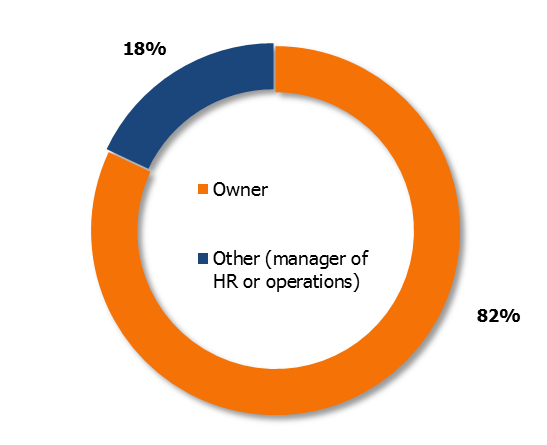 18%
Owner
Other (manager of
HR or operations)
82%